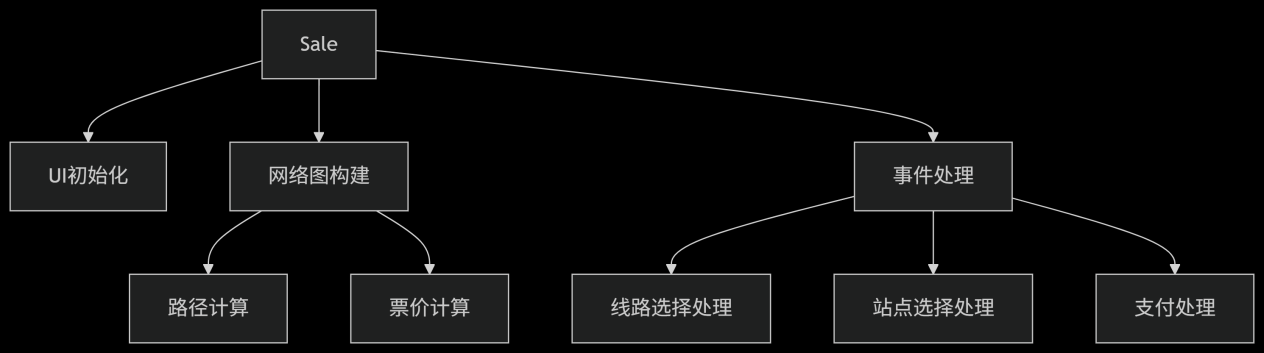 Sale
UI初始化
网络图构建
事件处理
路径计算
票价计算
线路选择处理
站点选择处理
支付处理